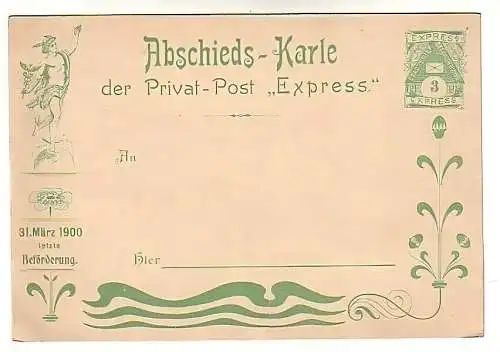 Abschieds-Karte
der Privat-Post „Express."
EXPRESS
3
EXPRESS
An
31. März 1900
letzte
Beförderung.
Hier